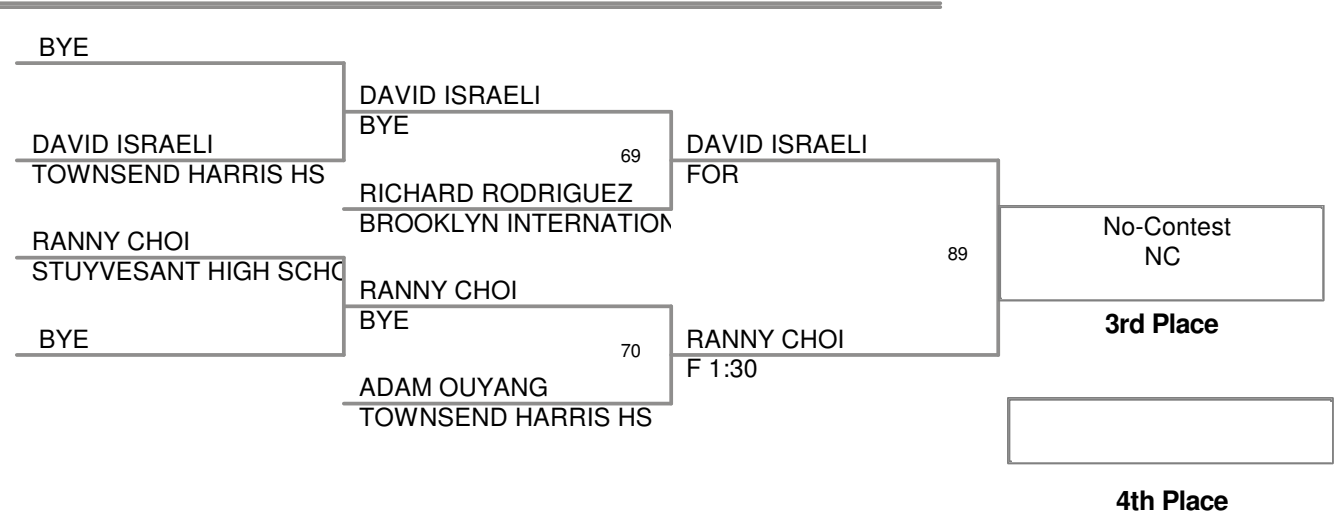 BYE
DAVID ISRAELI
BYE
DAVID ISRAELI
TOWNSEND HARRIS HS
69
DAVID ISRAELI
FOR
RICHARD RODRIGUEZ
BROOKLYN INTERNATION
RANNY CHOI
STUYVESANT HIGH SCHO
89
No-Contest
NC
3rd Place
RANNY CHOI
BYE
BYE
70
RANNY CHOI
F 1:30
ADAM OUYANG
TOWNSEND HARRIS HS
4th Place